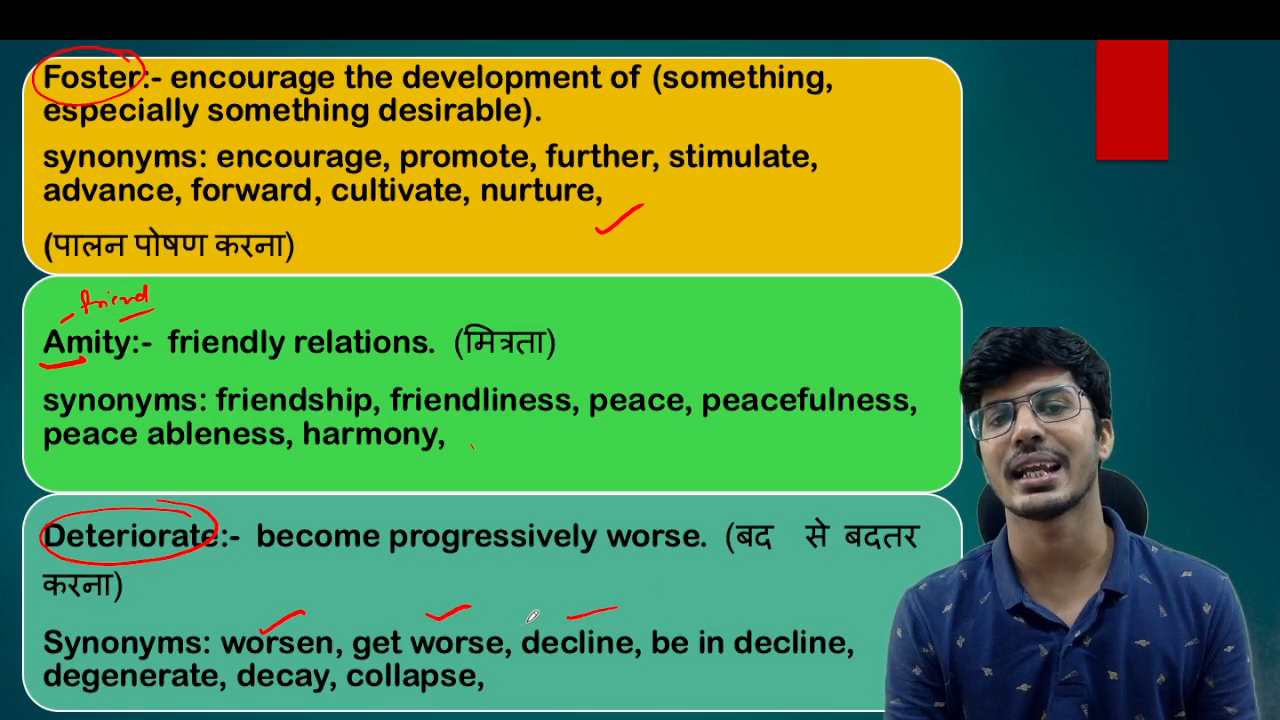 Foster:- encourage the development of (something,
especially something desirable).
synonyms: encourage, promote, further, stimulate,
advance, forward, cultivate, nurture,
(पालन पोषण करना)
friend
Amity:- friendly relations. (मित्रता)
synonyms: friendship, friendliness, peace, peacefulness,
peace ableness, harmony,
Deteriorate:- become progressively worse. (बद से बदतर
करना)
Synonyms: worsen, get worse, decline, be in decline,
degenerate, decay, collapse,